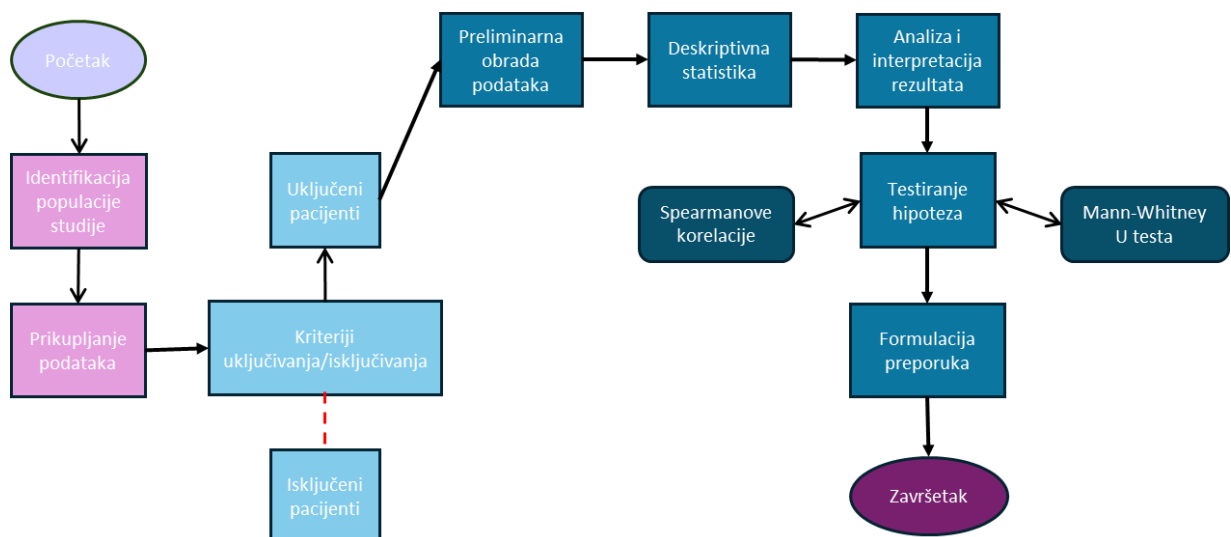 Početak
Identifikacija
populacije
studije
Prikupljanje
podataka
Kriteriji
uključivanja/isključivanja
Uključeni
pacijenti
Isključeni
pacijenti
Preliminarna
obrada
podataka
Deskriptivna
statistika
Analiza i
interpretacija
rezultata
Testiranje
hipoteza
Spearmanove
korelacije
Mann-Whitney
U testa
Formulacija
preporuka
Završetak